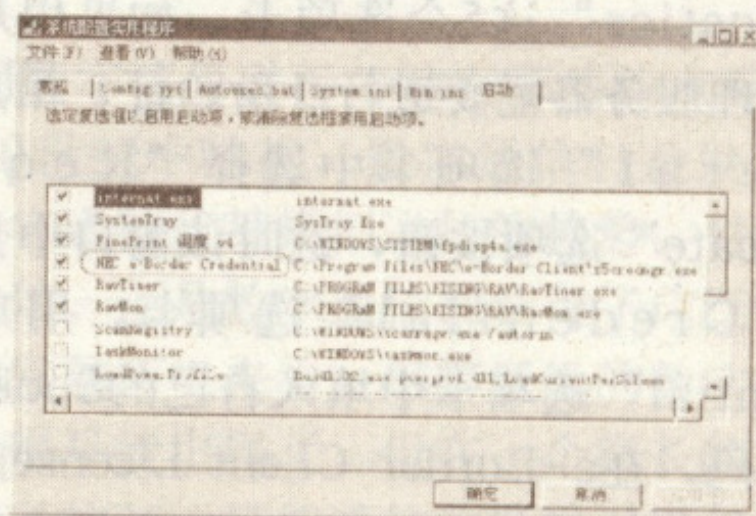 系统配置实用程序
文件(F) 查看(V) 帮助(H)
常规 Config.sys Autoexec.bat System.ini Win.ini 启动
选定复选框以启用启动项,或清除复选框禁用启动项。
internat.exe internat.exe
SystemTray SysTray.Exe
FinePrint 调度 v4 C:\WINDOWS\SYSTEM\fpdisp4a.exe
NEC e-Border Credential C:\Program Files\NEC\e-Border Client\
RavTimer C:\PROGRAM FILES\RISING\RAV\RavTimer.exe
RavMon C:\PROGRAM FILES\RISING\RAV\RavMon.exe
ScanRegistry C:\WINDOWS\scanregw.exe /autorun
TaskMonitor C:\WINDOWS\taskmon.exe
LoadPowerProfile Rundll32.exe powrprof.dll,LoadCurrentPwrScheme
确定 取消